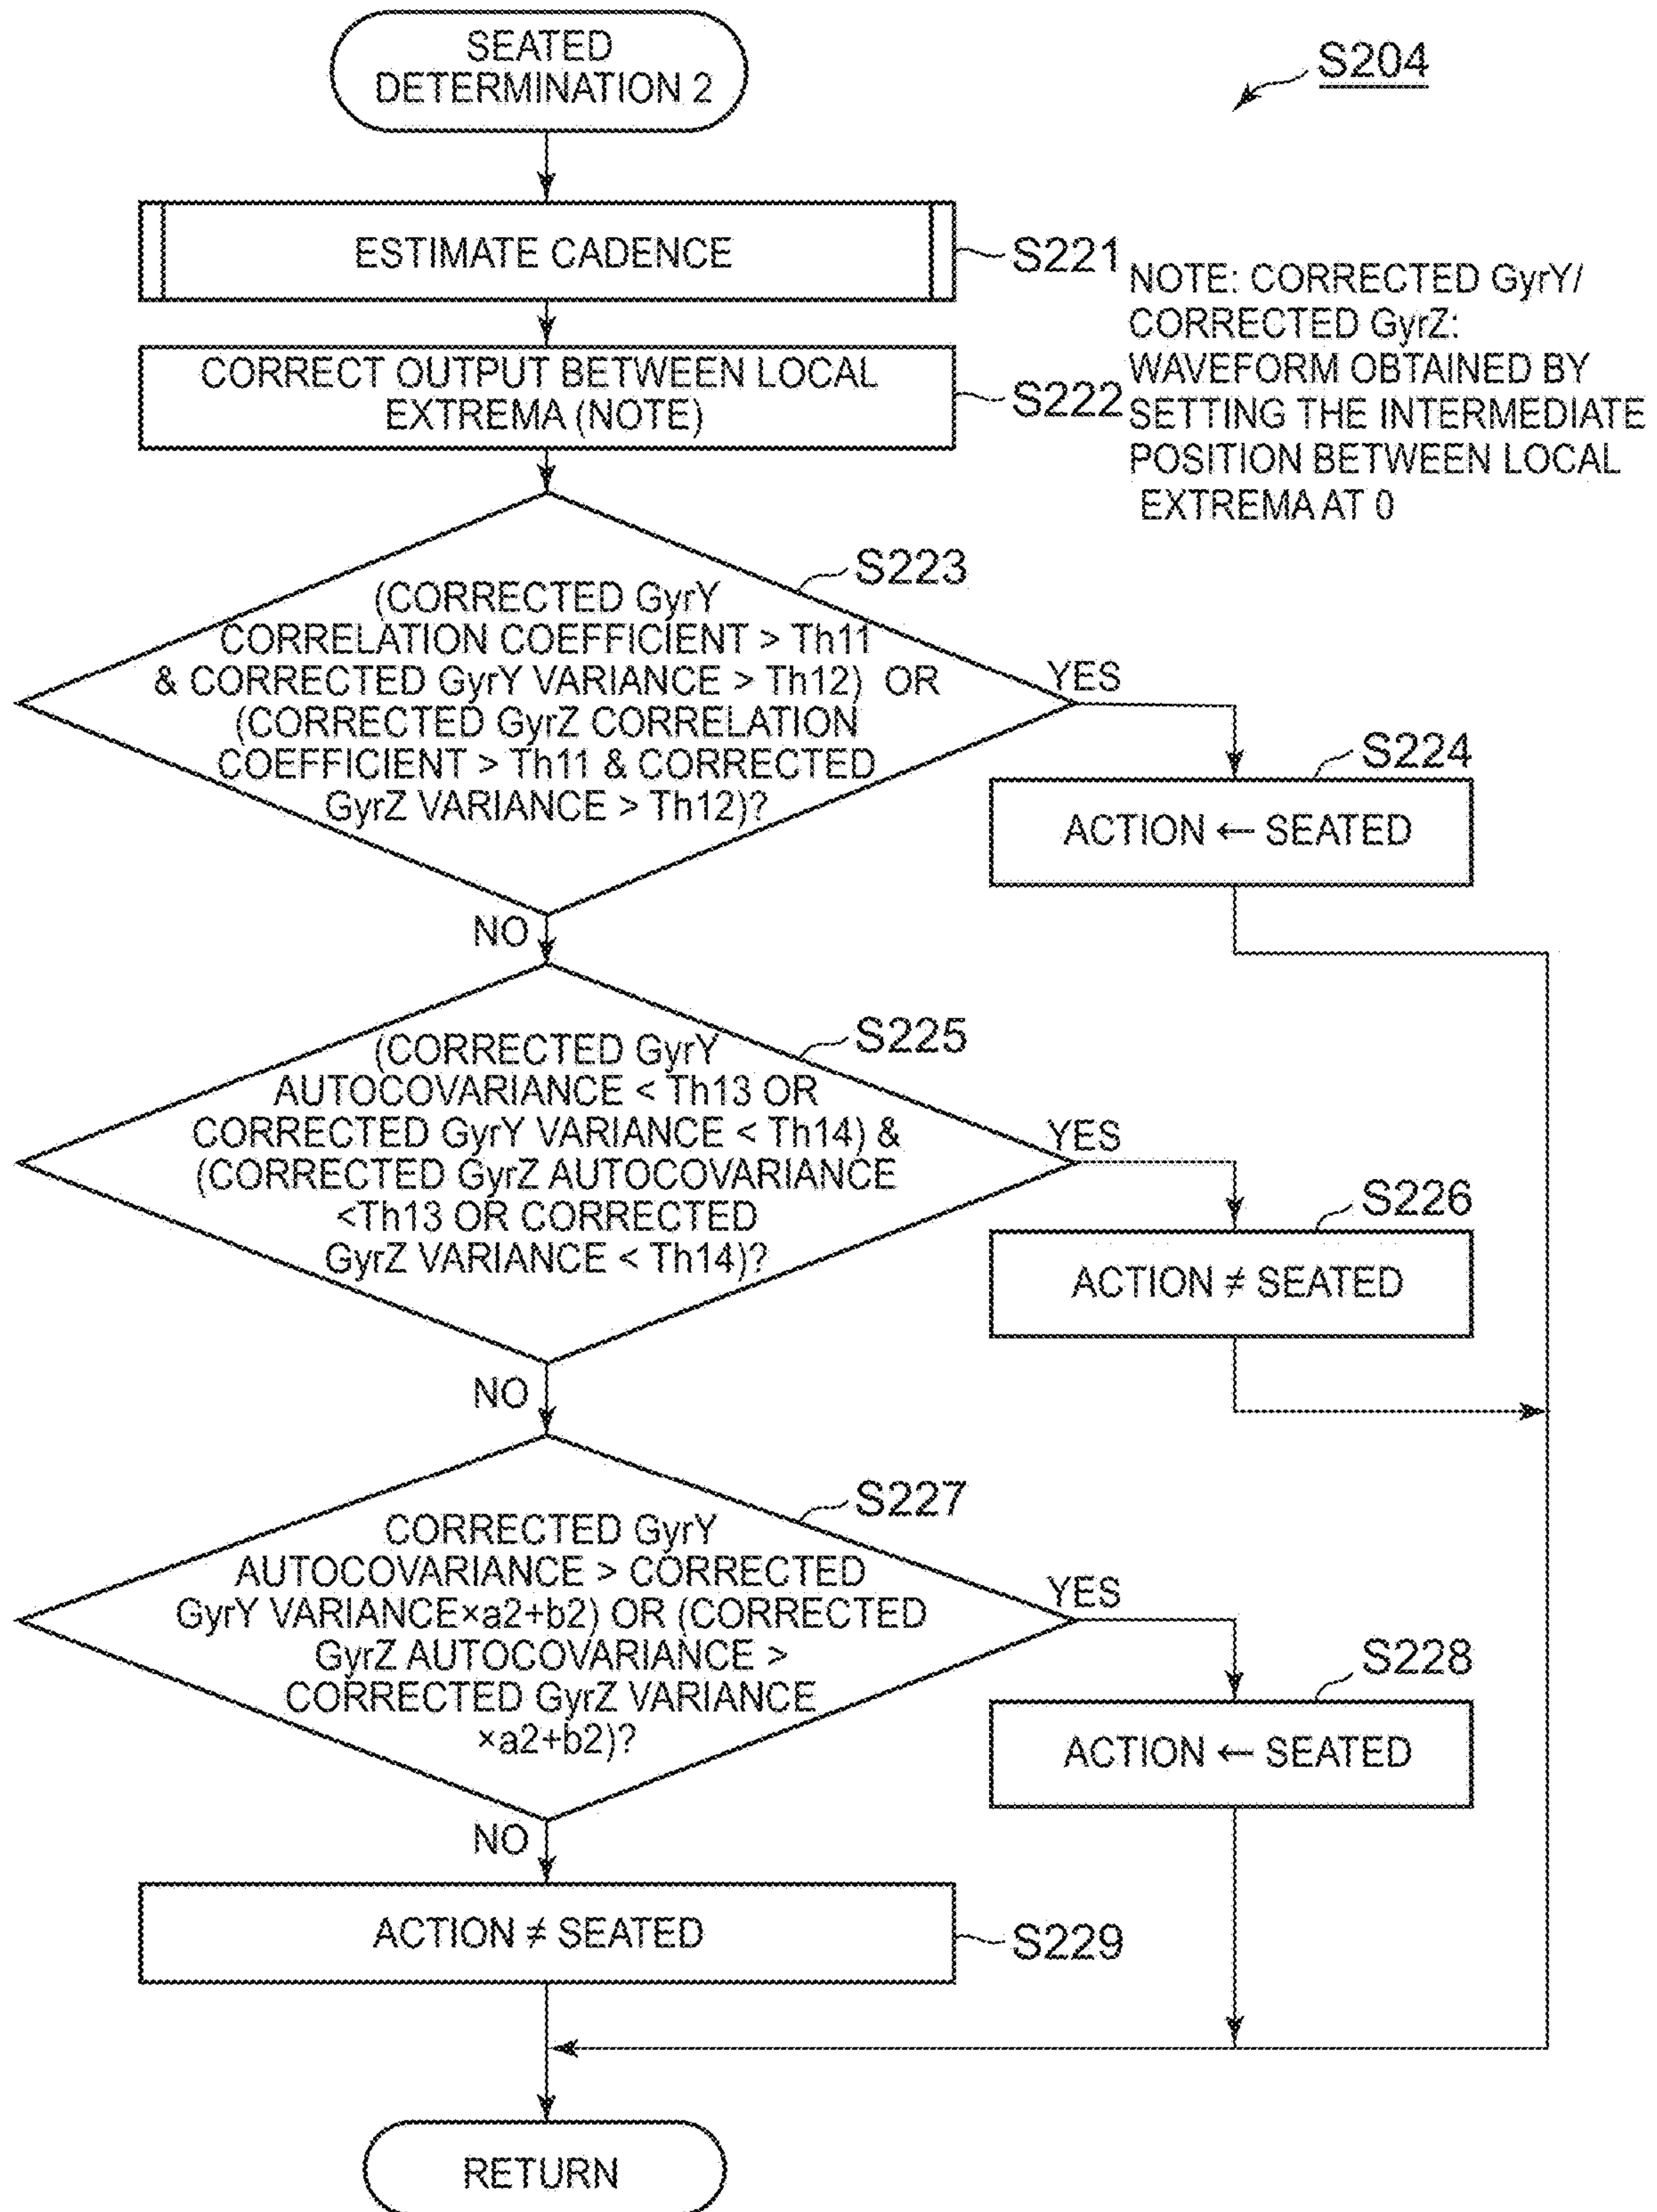 SEATED
DETERMINATION 2
S204
ESTIMATE CADENCE
S221
NOTE: CORRECTED GyrY/
CORRECTED GyrZ:
WAVEFORM OBTAINED BY
SETTING THE INTERMEDIATE
POSITION BETWEEN LOCAL
EXTREMA AT 0
CORRECT OUTPUT BETWEEN LOCAL
EXTREMA (NOTE)
S222
S223
(CORRECTED GyrY
CORRELATION COEFFICIENT > Th11
& CORRECTED GyrY VARIANCE > Th12) OR
(CORRECTED GyrZ CORRELATION
COEFFICIENT > Th11 & CORRECTED
GyrZ VARIANCE > Th12)?
YES
S224
ACTION ← SEATED
NO
S225
(CORRECTED GyrY
AUTOCOVARIANCE < Th13 OR
CORRECTED GyrY VARIANCE < Th14) &
(CORRECTED GyrZ AUTOCOVARIANCE
<Th13 OR CORRECTED
GyrZ VARIANCE < Th14)?
YES
S226
ACTION ≠ SEATED
NO
S227
CORRECTED GyrY
AUTOCOVARIANCE > CORRECTED
GyrY VARIANCE×a2+b2) OR (CORRECTED
GyrZ AUTOCOVARIANCE >
CORRECTED GyrZ VARIANCE
×a2+b2)?
YES
S228
ACTION ← SEATED
NO
ACTION ≠ SEATED
S229
RETURN